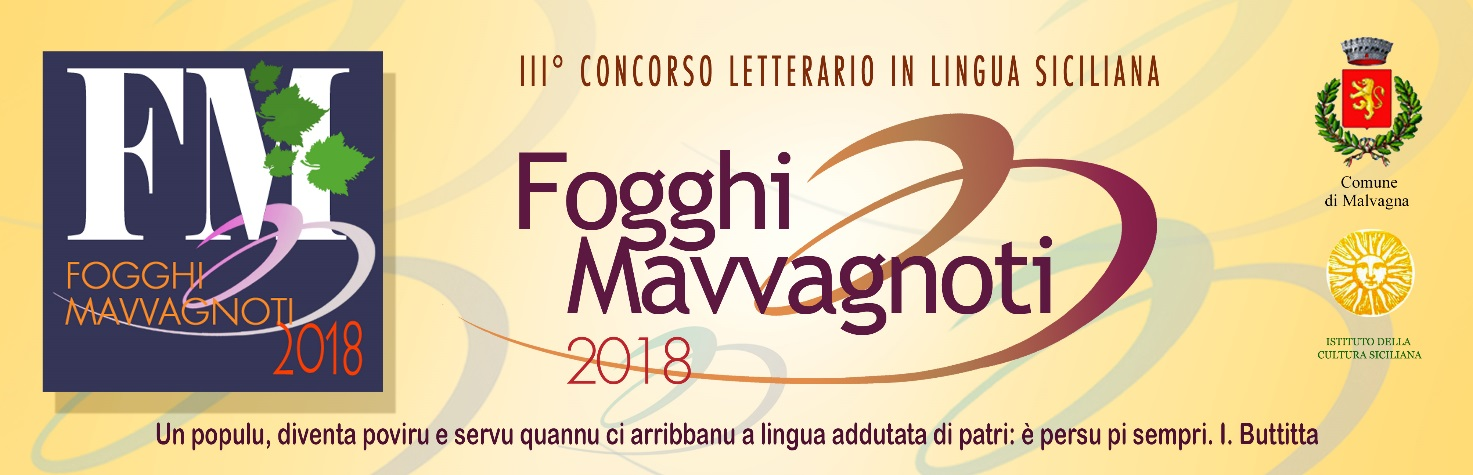 FM
FOGGHI
MAVVAGNOTI
2018
III° CONCORSO LETTERARIO IN LINGUA SICILIANA
Fogghi
Mavvagnoti
2018
Comune
di Malvagna
ISTITUTO DELLA
CULTURA SICILIANA
Un populu, diventa poviru e servu quannu ci arribbanu a lingua addutata di patri: è persu pi sempri. I. Buttitta